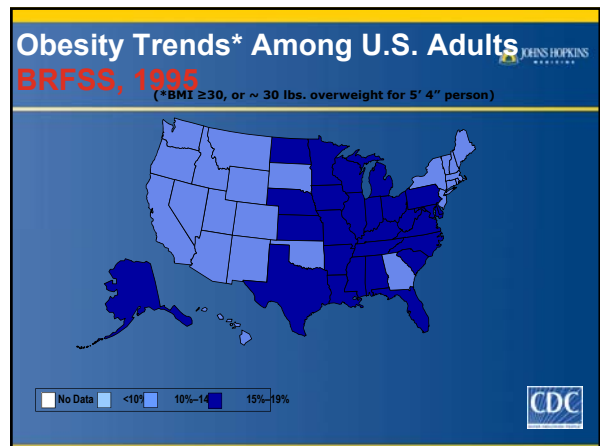 Obesity Trends* Among U.S. Adults
JOHNS HOPKINS
MEDICINE
BRFSS, 1995
(*BMI ≥30, or ~ 30 lbs. overweight for 5' 4" person)
No Data <10% 10%–14 15%–19%
CDC